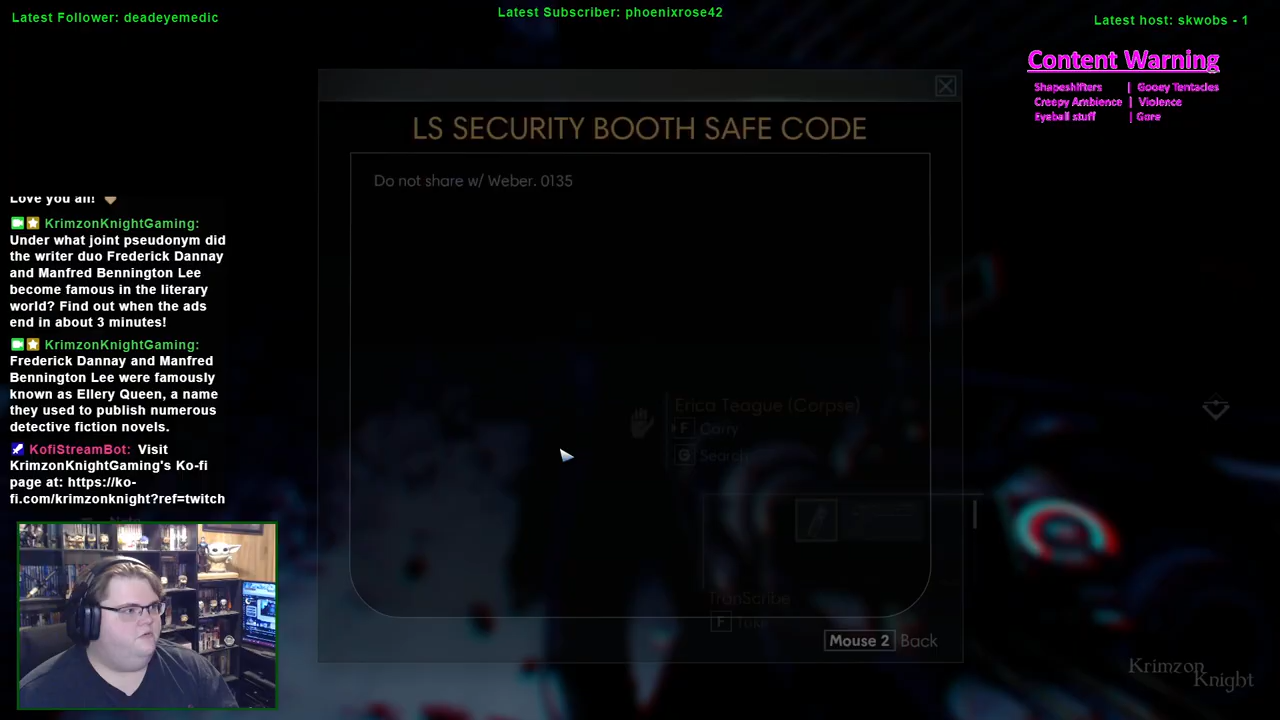 Latest Follower: deadeyemedic
Latest Subscriber: phoenixrose42
Latest host: skwobs - 1
Content Warning
Shapeshifters | Gooey Tentacles
Creepy Ambience | Violence
Eyeball stuff | Gore
LS SECURITY BOOTH SAFE CODE
Do not share w/ Weber. 0135
Love you all!
KrimzonKnightGaming:
Under what joint pseudonym did
the writer duo Frederick Dannay
and Manfred Bennington Lee
become famous in the literary
world? Find out when the ads
end in about 3 minutes!
KrimzonKnightGaming:
Frederick Dannay and Manfred
Bennington Lee were famously
known as Ellery Queen, a name
they used to publish numerous
detective fiction novels.
KofiStreamBot: Visit
KrimzonKnightGaming's Ko-fi
page at: https://ko-
fi.com/krimzonknight?ref=twitch
Erica Teague (Corpse)
F Carry
G Search
TranScribe
F Take
Mouse 2 Back
Note
Krimzon
Knight